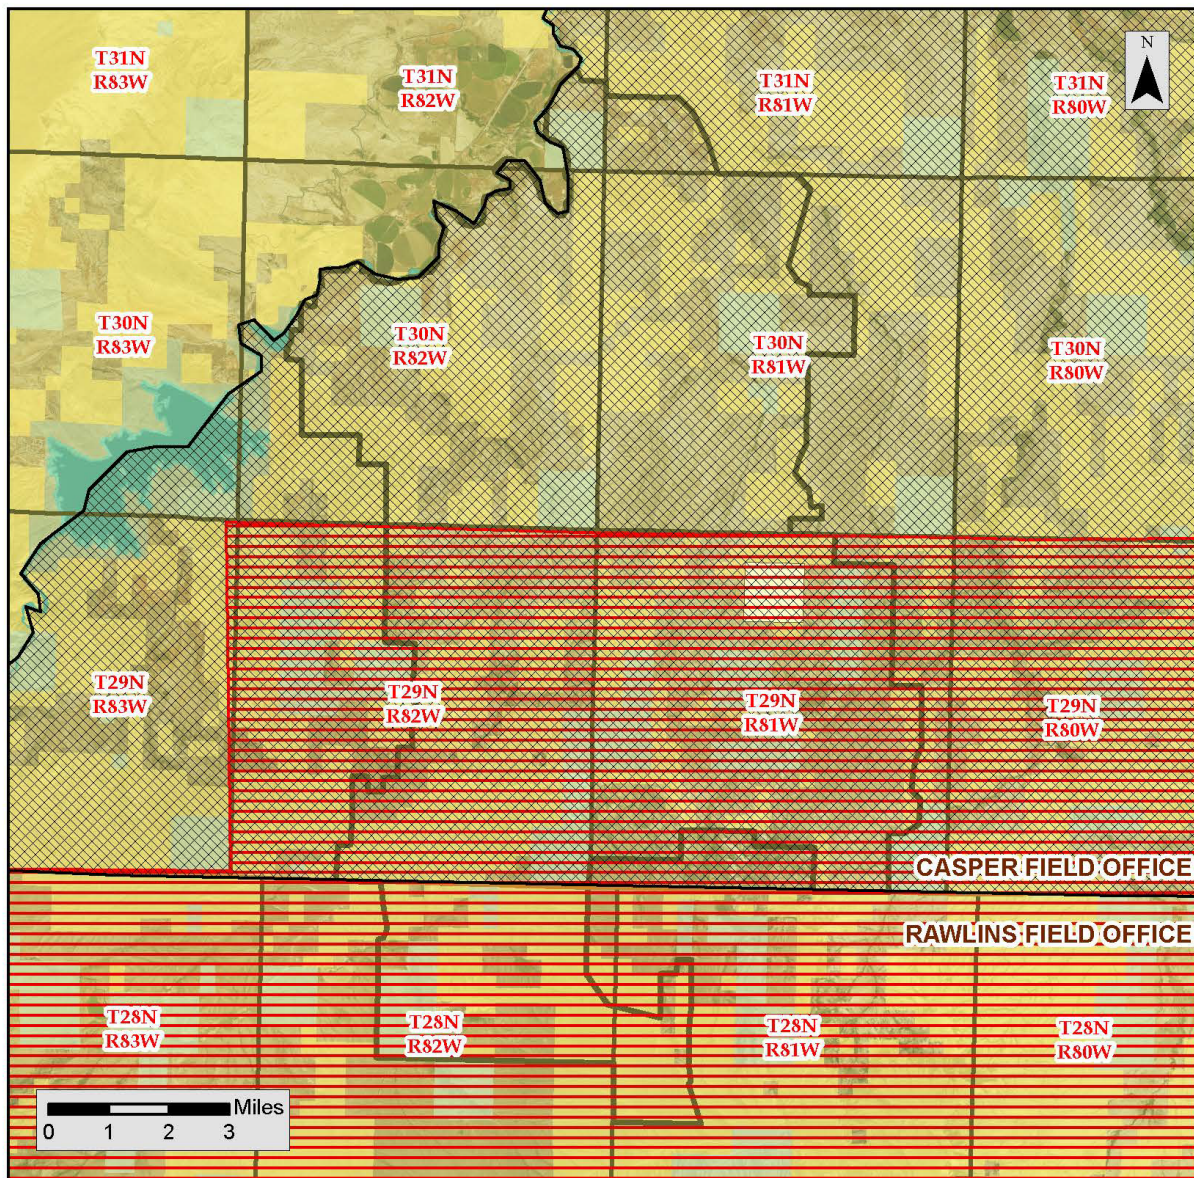 N
T31N
R83W
T31N
R82W
T31N
R81W
T31N
R80W
T30N
R83W
T30N
R82W
T30N
R81W
T30N
R80W
T29N
R83W
T29N
R82W
T29N
R81W
T29N
R80W
CASPER FIELD OFFICE
RAWLINS FIELD OFFICE
T28N
R83W
T28N
R82W
T28N
R81W
T28N
R80W
Miles
0 1 2 3